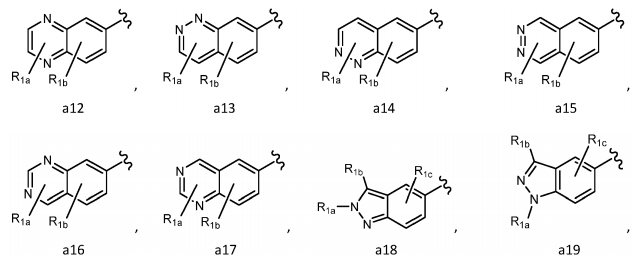 N N N N N N
R1a N R1b , R1a R1b , R1a N R1b , R1a R1b ,
a12 a13 a14 a15
N N R1b R1c R1b R1c
N N N R1a N N N N
R1a R1b , R1a R1b , , R1a ,
a16 a17 a18 a19